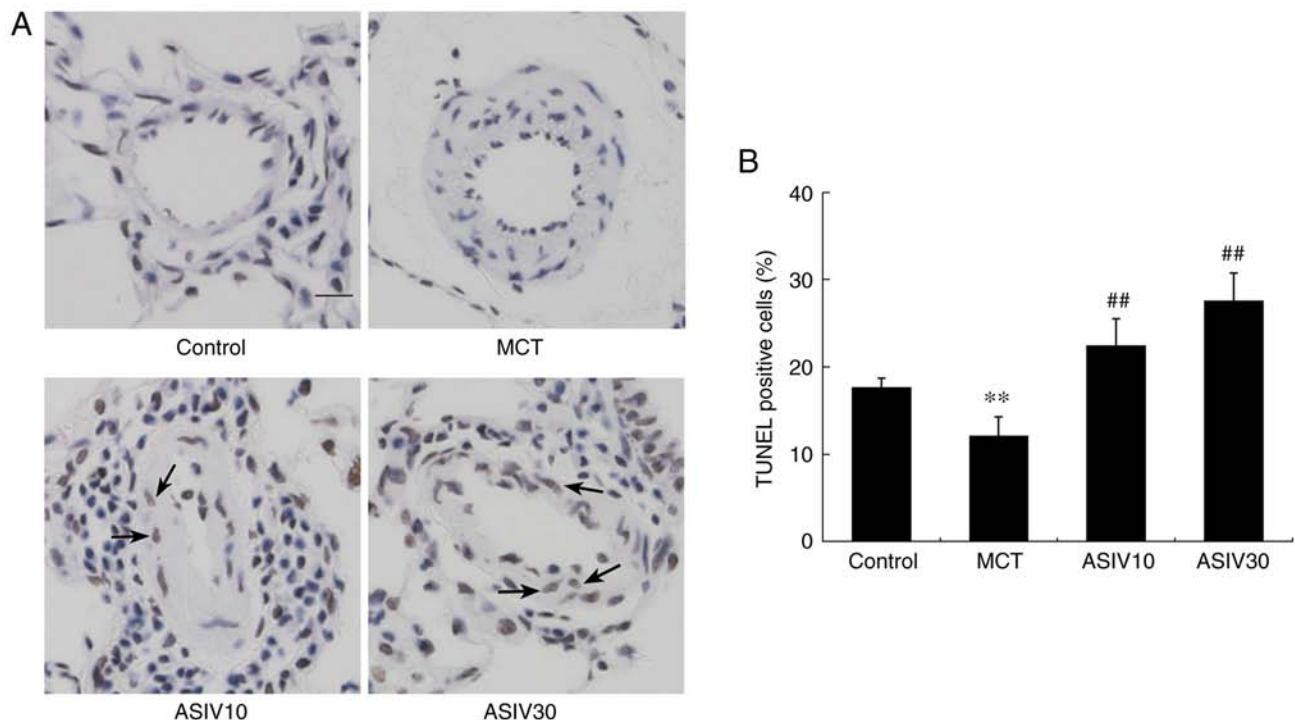 A
Control
MCT
ASIV10
ASIV30
B
TUNEL positive cells (%)
40
30
20
10
0
**
##
##
Control
MCT
ASIV10
ASIV30